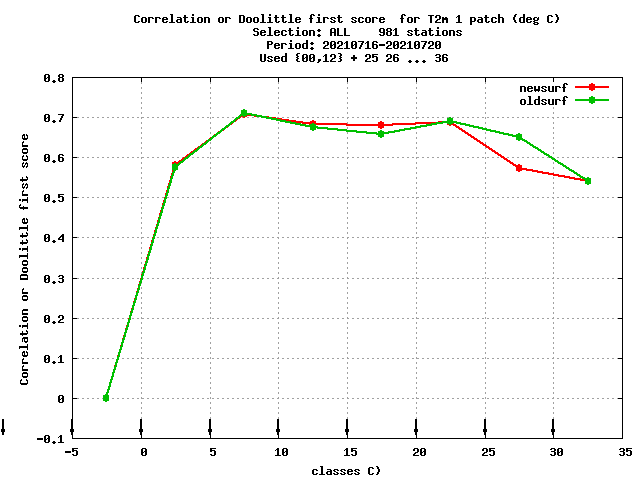 Correlation or Doolittle first score  for T2m 1 patch (deg C)
Selection: ALL    981 stations
Period: 20210716-20210720
Used {00,12} + 25 26 ... 36
newsurf
oldsurf
Correlation or Doolittle first score
0.8
0.7
0.6
0.5
0.4
0.3
0.2
0.1
0
-0.1
-5 0 5 10 15 20 25 30 35
classes C)